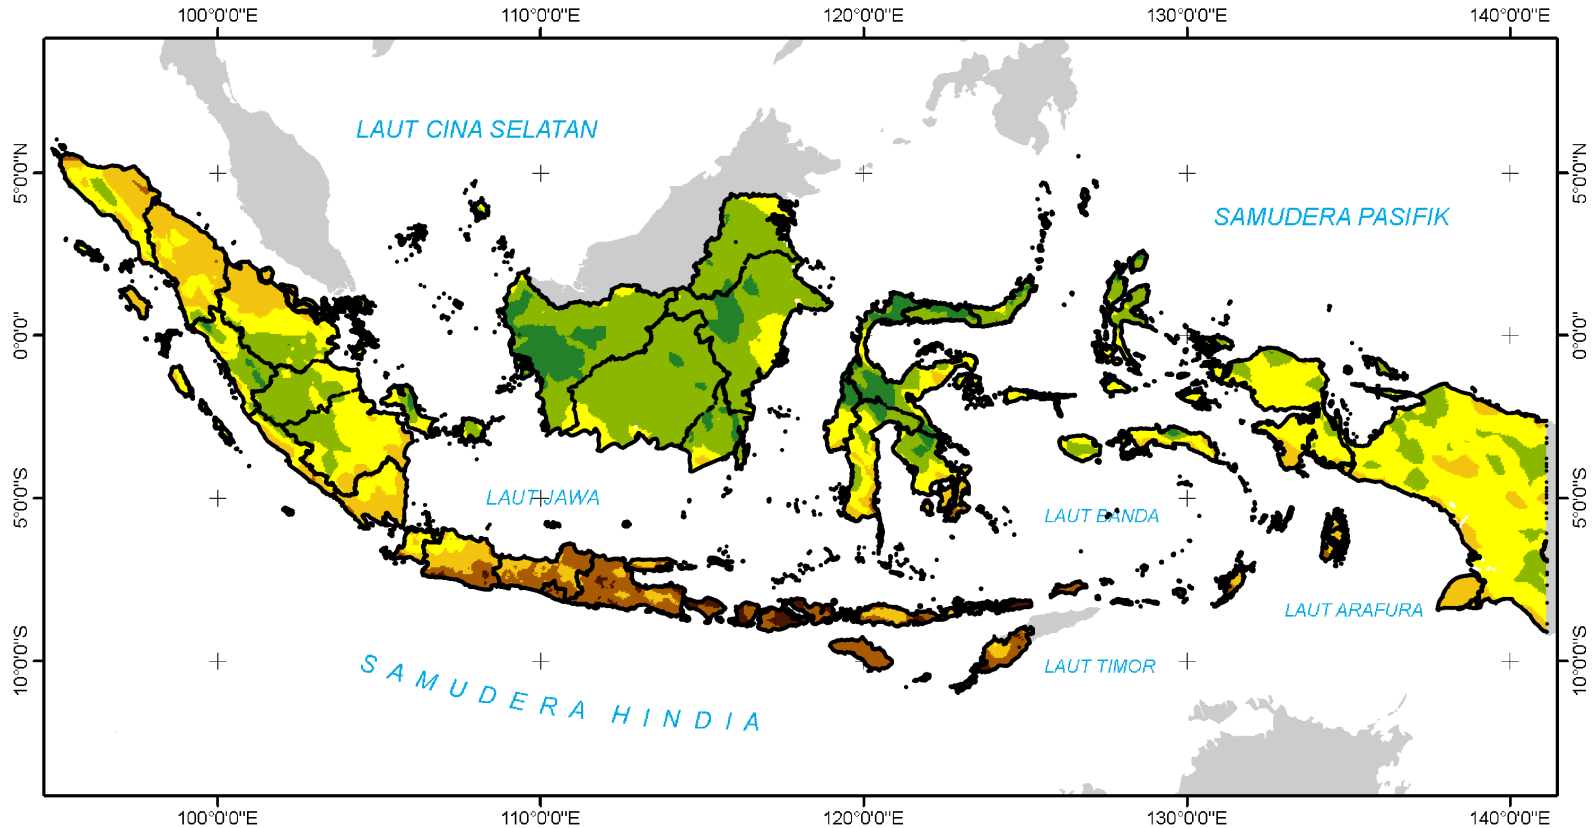 100°0'0"E 110°0'0"E 120°0'0"E 130°0'0"E 140°0'0"E
LAUT CINA SELATAN
5°0'0"N 5°0'0"N
SAMUDERA PASIFIK
0°0'0" 0°0'0"
5°0'0"S LAUT JAWA 5°0'0"S
LAUT BANDA
LAUT ARAFURA
10°0'0"S LAUT TIMOR 10°0'0"S
SAMUDERA HINDIA
100°0'0"E 110°0'0"E 120°0'0"E 130°0'0"E 140°0'0"E